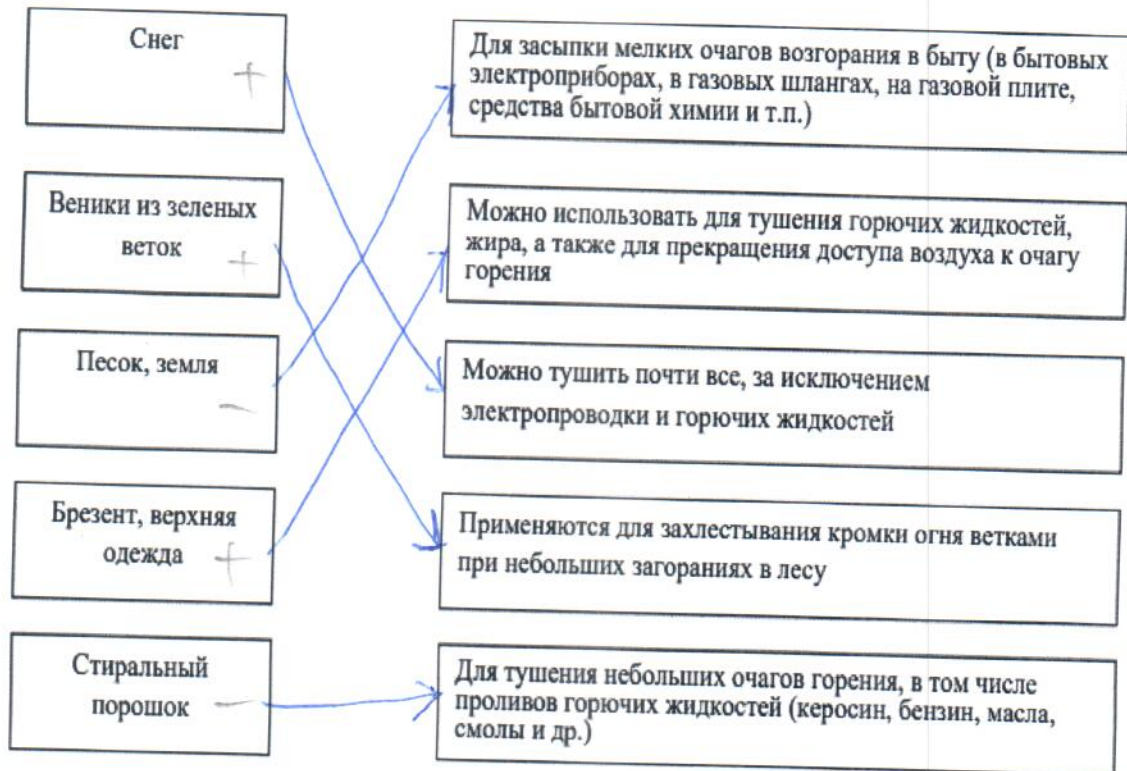 Снег
+
Для засыпки мелких очагов возгорания в быту (в бытовых
электроприборах, в газовых шлангах, на газовой плите,
средства бытовой химии и т.п.)
Веники из зеленых
веток
+
Можно использовать для тушения горючих жидкостей,
жира, а также для прекращения доступа воздуха к очагу
горения
Песок, земля
—
Можно тушить почти все, за исключением
электропроводки и горючих жидкостей
Брезент, верхняя
одежда
+
Применяются для захлестывания кромки огня ветками
при небольших загораниях в лесу
Стиральный
порошок
—
Для тушения небольших очагов горения, в том числе
проливов горючих жидкостей (керосин, бензин, масла,
смолы и др.)